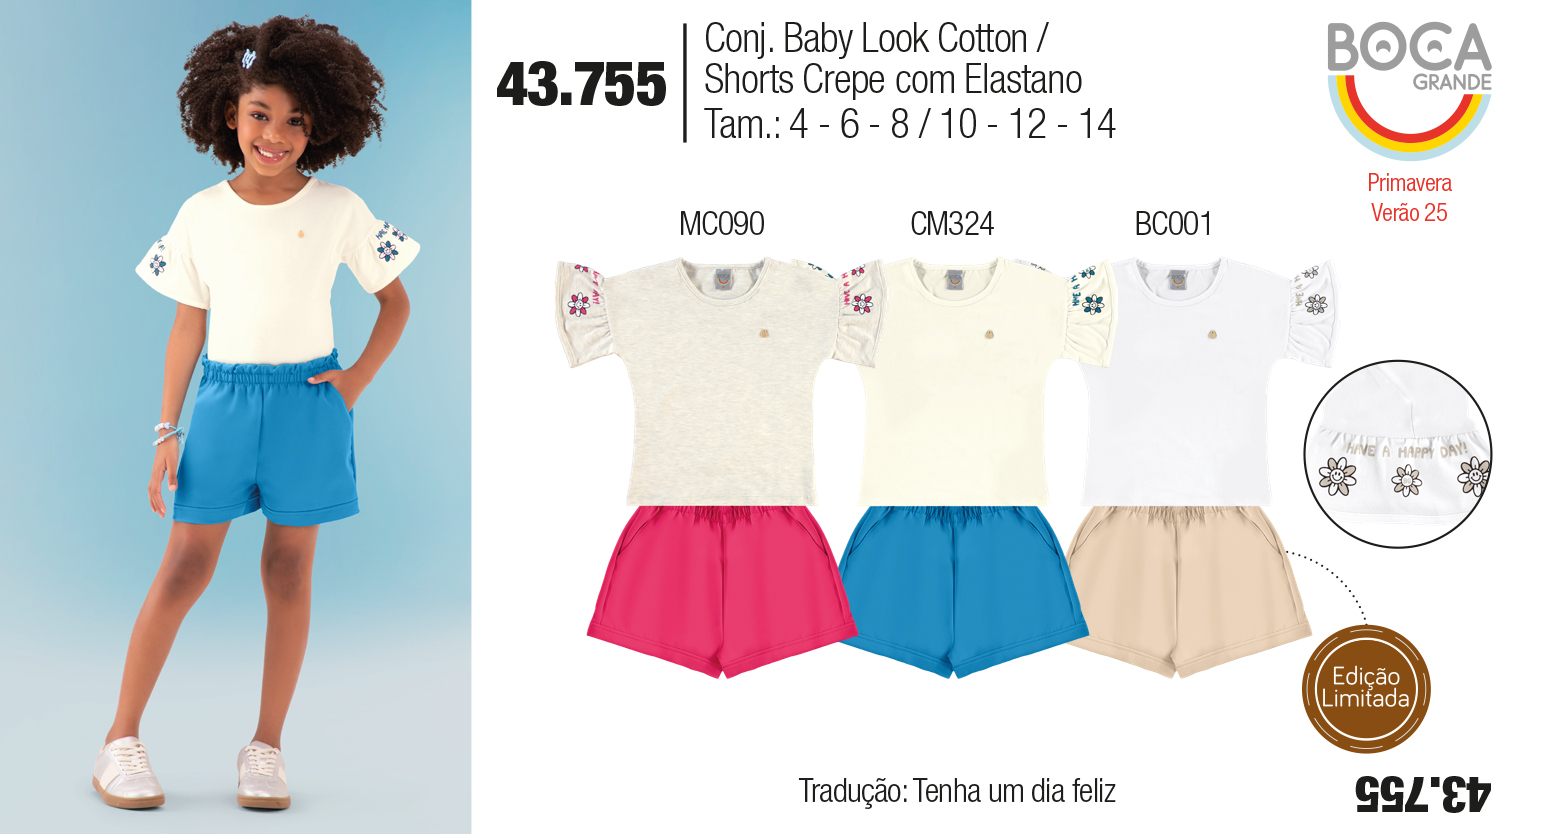 43.755
Conj. Baby Look Cotton /
Shorts Crepe com Elastano
Tam.: 4 - 6 - 8 / 10 - 12 - 14
BOCA
GRANDE
Primavera
Verão 25
MC090
CM324
BC001
HAVE A HAPPY DAY!
Edição
Limitada
Tradução: Tenha um dia feliz
43.755